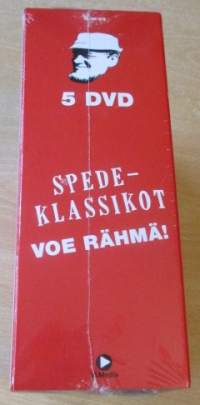 5 DVD
SPEDE-
KLASSIKOT
VOE RÄHMÄ!